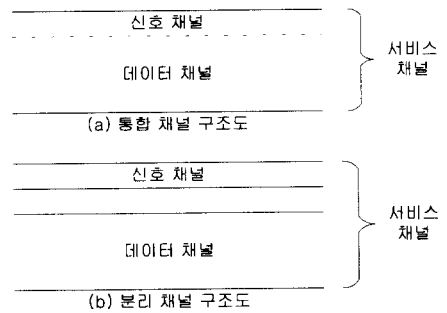 신호 채널
데이터 채널
서비스
채널
(a) 통합 채널 구조도
신호 채널
데이터 채널
서비스
채널
(b) 분리 채널 구조도